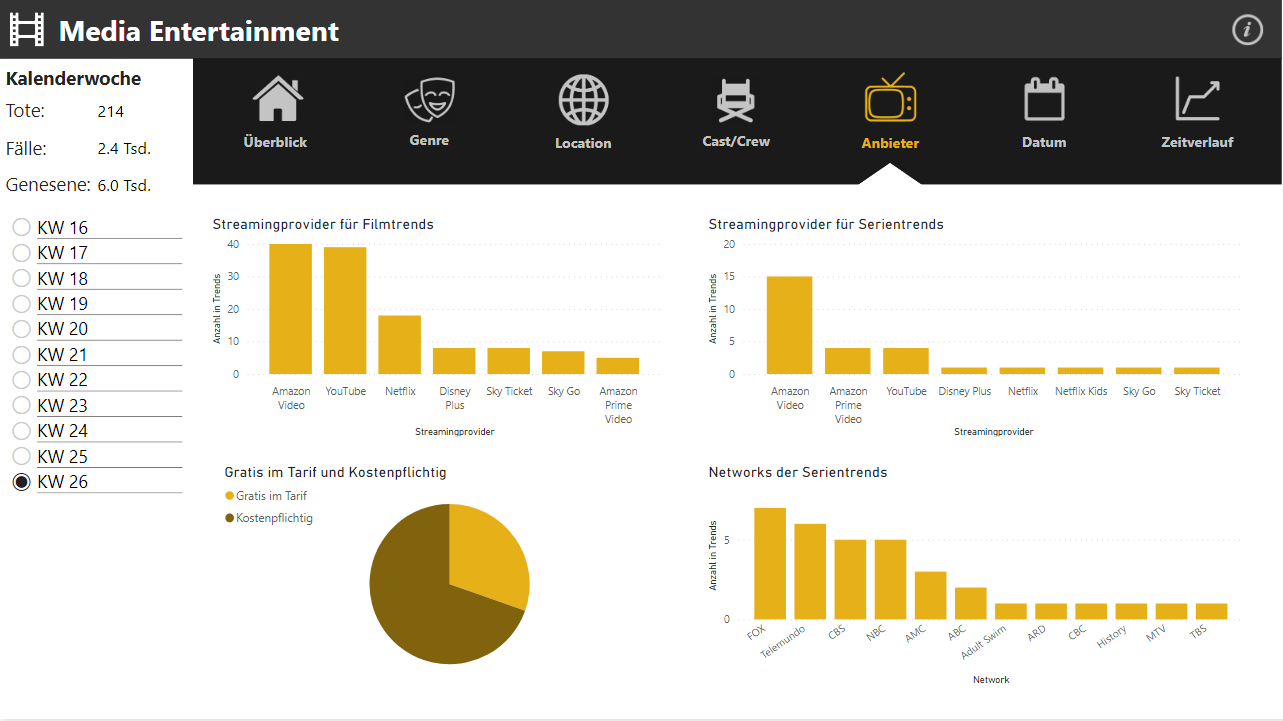 Media Entertainment
i
Kalenderwoche
Tote: 214
Fälle: 2.4 Tsd.
Genesene: 6.0 Tsd.
KW 16
KW 17
KW 18
KW 19
KW 20
KW 21
KW 22
KW 23
KW 24
KW 25
KW 26
Überblick
Genre
Location
Cast/Crew
Anbieter
Datum
Zeitverlauf
Streamingprovider für Filmtrends
Anzahl in Trends
40
30
20
10
0
Amazon Video
YouTube
Netflix
Disney Plus
Sky Ticket
Sky Go
Amazon Prime Video
Streamingprovider
Streamingprovider für Serientrends
Anzahl in Trends
20
15
10
5
0
Amazon Video
Amazon Prime Video
YouTube
Disney Plus
Netflix
Netflix Kids
Sky Go
Sky Ticket
Streamingprovider
Gratis im Tarif und Kostenpflichtig
Gratis im Tarif
Kostenpflichtig
Networks der Serientrends
Anzahl in Trends
5
0
FOX
Telemundo
CBS
NBC
AMC
ABC
Adult Swim
ARD
CBC
History
MTV
TBS
Network